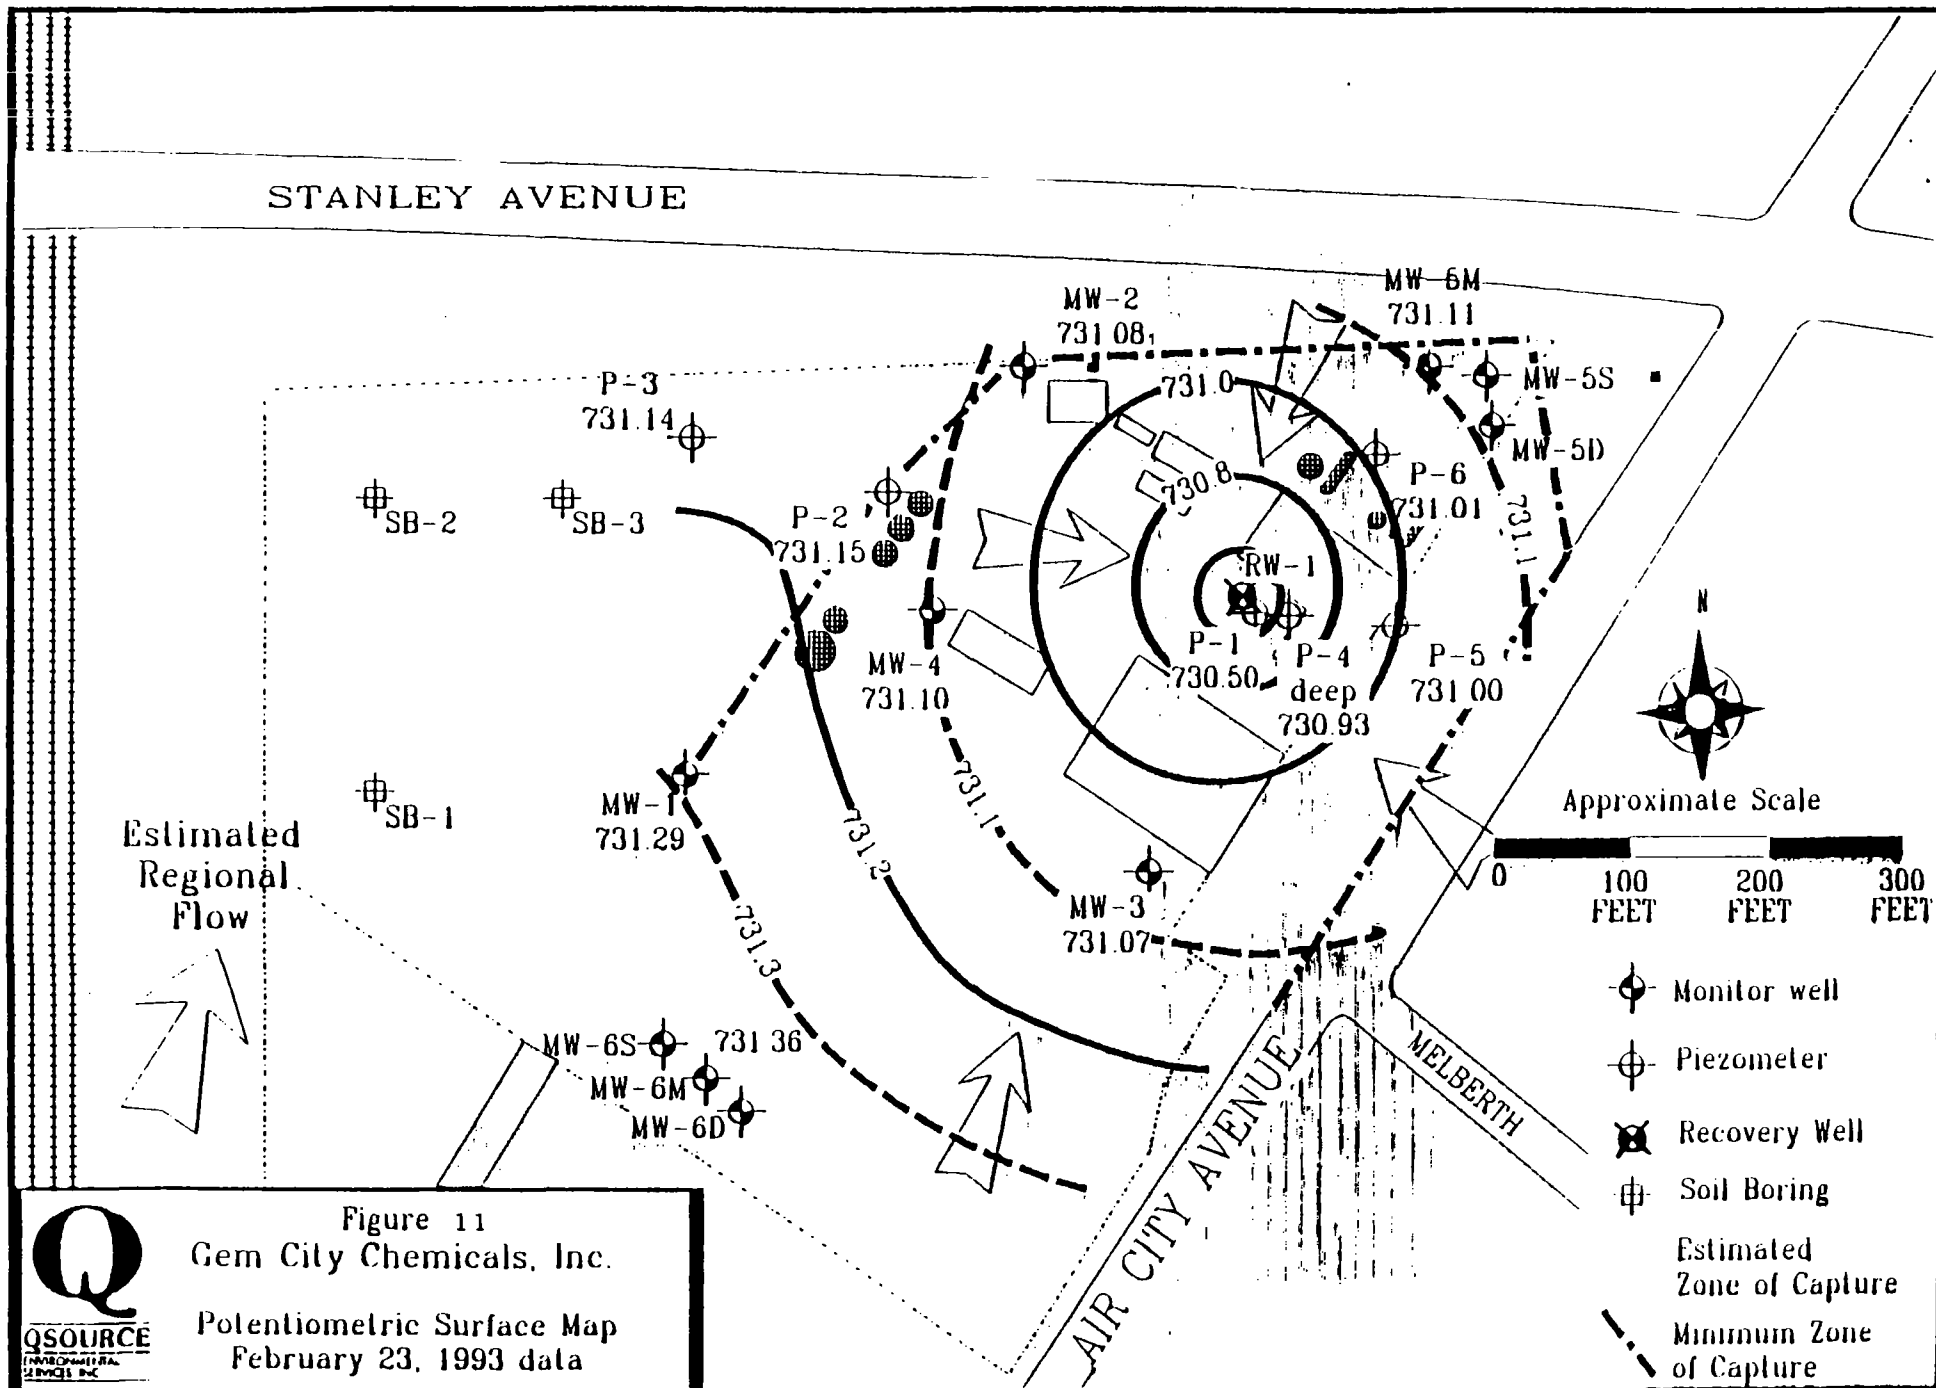 STANLEY AVENUE
MW-2
731.08
MW-5M
731.11
P-3
731.14
731.0
MW-5S
MW-5D
SB-2
SB-3
P-2
731.15
730.8
P-6
731.01
731.1
RW-1
N
P-1
730.50
P-4
deep
730.93
P-5
731.00
MW-4
731.10
MW-1
731.29
SB-1
731.2
731.1
Approximate Scale
0
100
FEET
200
FEET
300
FEET
Estimated
Regional
Flow
MW-3
731.07
731.3
Monitor well
MW-6S
731.36
MW-6M
MW-6D
Piezometer
MELBERTH
AIR CITY AVENUE
Recovery Well
Soil Boring
Estimated
Zone of Capture
Minimum Zone
of Capture
Figure 11
Gem City Chemicals, Inc.
Potentiometric Surface Map
February 23, 1993 data
Q
QSOURCE
ENVIRONMENTAL
SERVICES INC